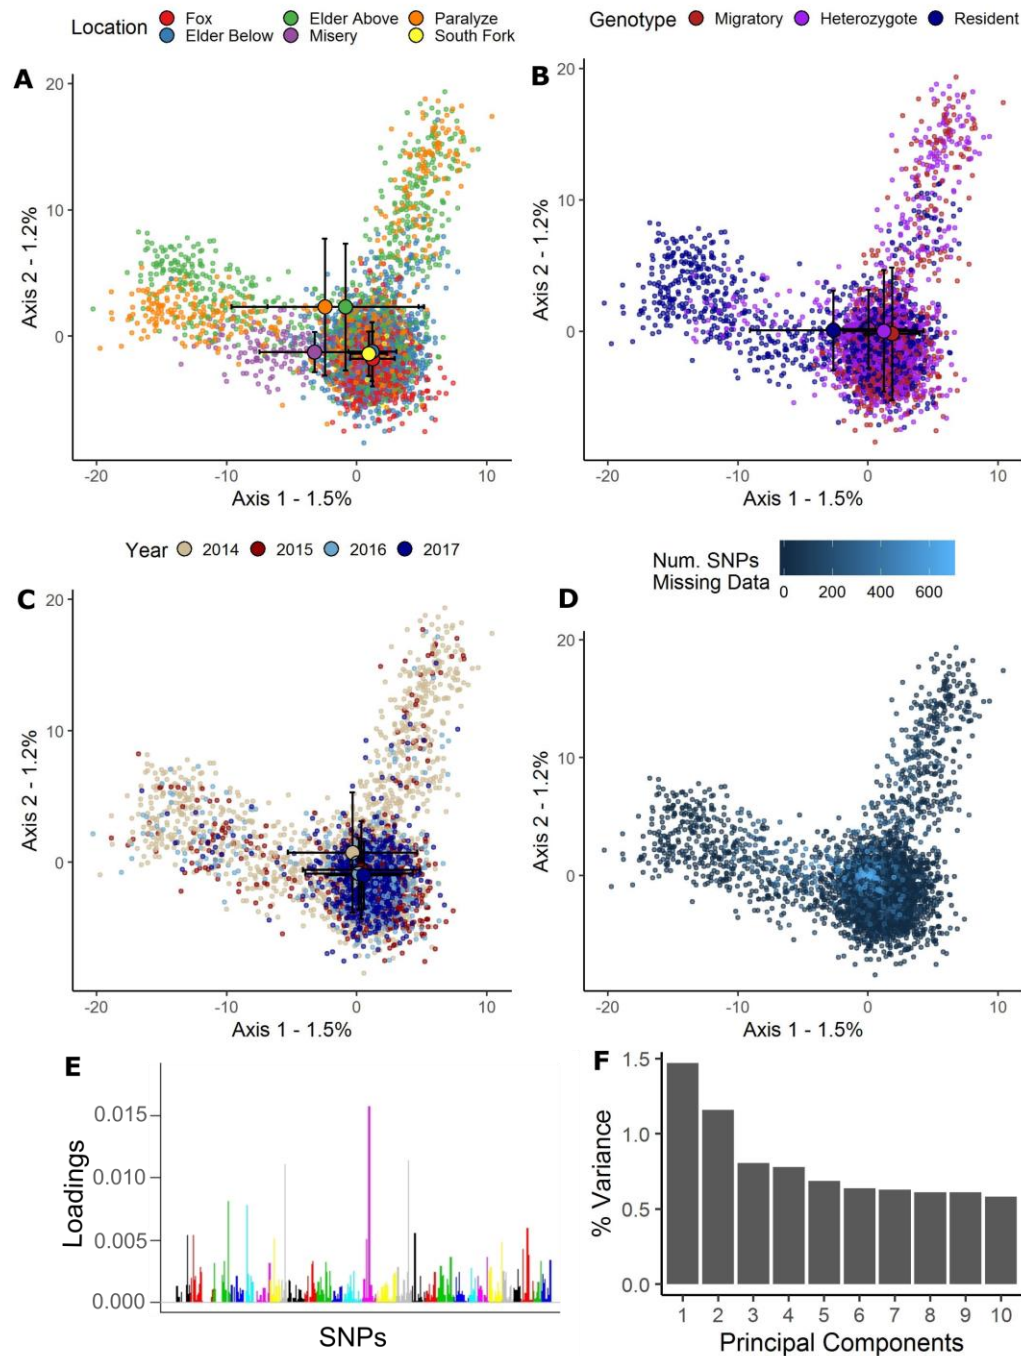 Location Fox Elder Above Paralyze
Elder Below Misery South Fork
Genotype Migratory Heterozygote Resident
A
20
10
0
Axis 2 - 1.2%
-20 -10 0 10
Axis 1 - 1.5%
B
20
10
0
Axis 2 - 1.2%
-20 -10 0 10
Axis 1 - 1.5%
Year 2014 2015 2016 2017
C
20
10
0
Axis 2 - 1.2%
-20 -10 0 10
Axis 1 - 1.5%
Num. SNPs
Missing Data
0 200 400 600
D
20
10
0
Axis 2 - 1.2%
-20 -10 0 10
Axis 1 - 1.5%
E
0.015
0.010
0.005
0.000
Loadings
SNPs
F
1.5
1.0
0.5
0.0
% Variance
1 2 3 4 5 6 7 8 9 10
Principal Components